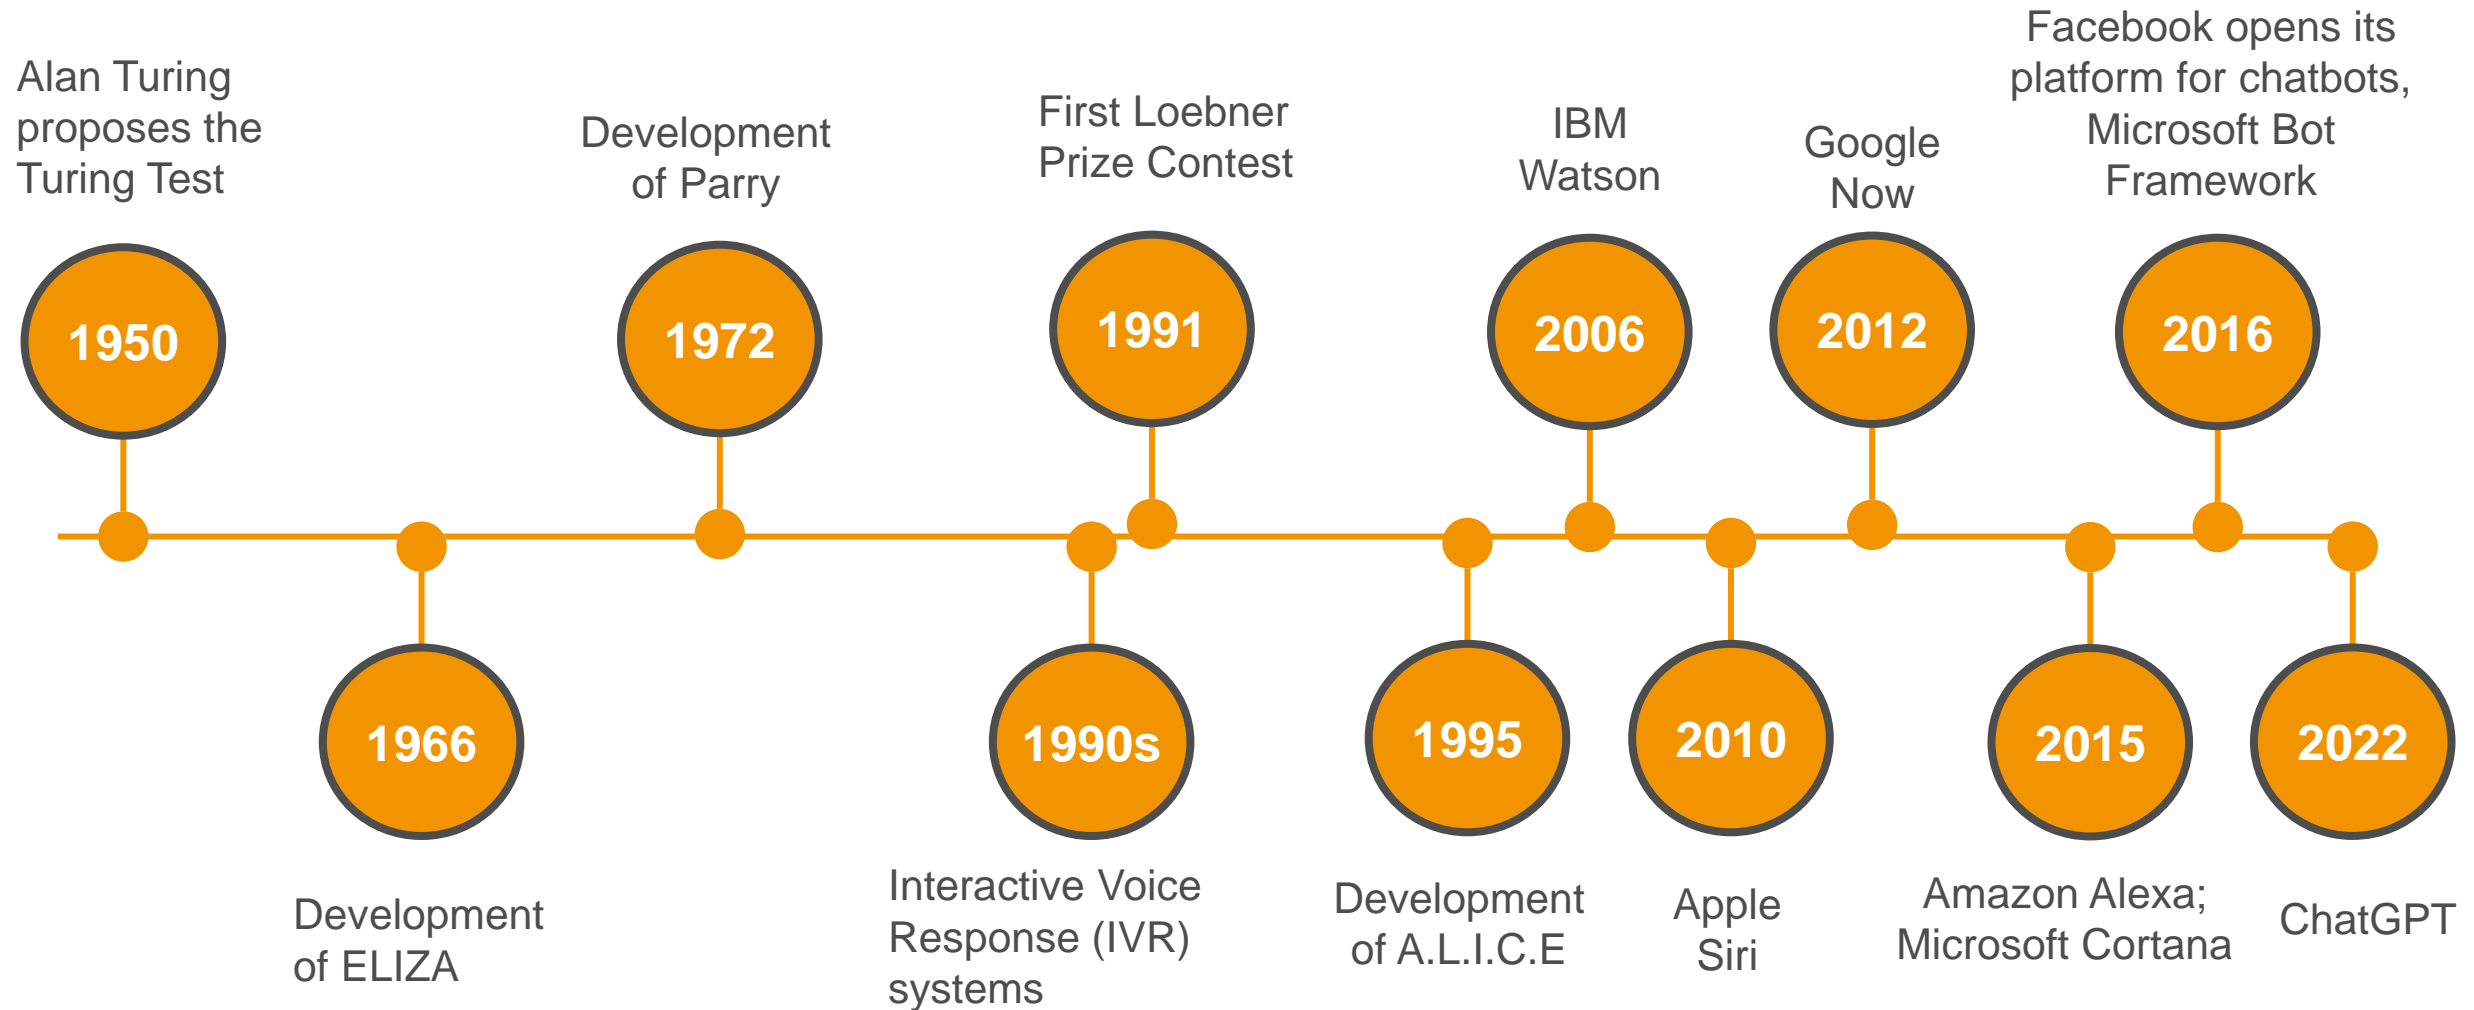 Alan Turing
proposes the
Turing Test
1950
Development
of ELIZA
1966
Development
of Parry
1972
Interactive Voice
Response (IVR)
systems
1990s
First Loebner
Prize Contest
1991
Development
of A.L.I.C.E
1995
IBM
Watson
2006
Apple
Siri
2010
Google
Now
2012
Amazon Alexa;
Microsoft Cortana
2015
Facebook opens its
platform for chatbots,
Microsoft Bot
Framework
2016
ChatGPT
2022